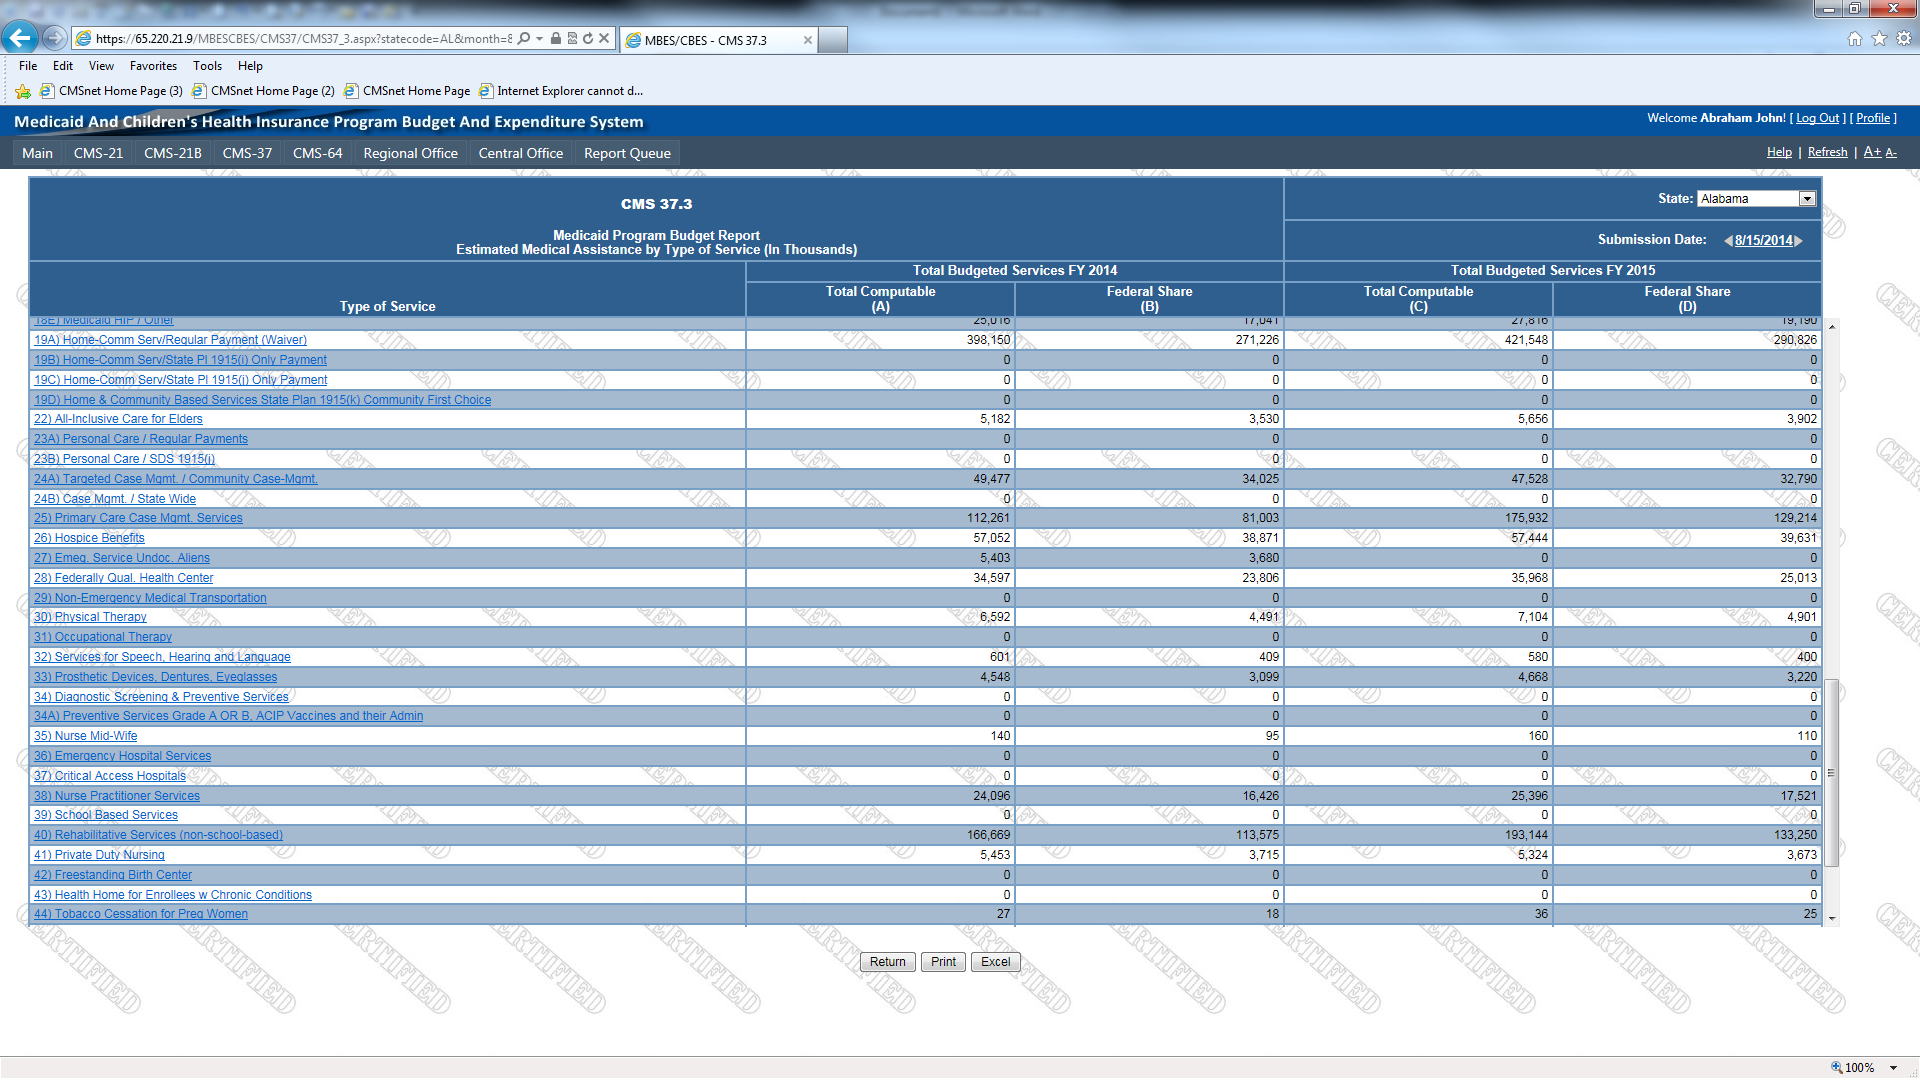 https://65.220.21.9/MBESCBES/CMS37/CMS37_3.aspx?statecode=AL&month=8
MBES/CBES - CMS 37.3
File Edit View Favorites Tools Help
CMSnet Home Page (3) CMSnet Home Page (2) CMSnet Home Page Internet Explorer cannot d...
Medicaid And Children's Health Insurance Program Budget And Expenditure System
Welcome Abraham John! [ Log Out ] [ Profile ]
Main CMS-21 CMS-21B CMS-37 CMS-64 Regional Office Central Office Report Queue
Help | Refresh | A+ A-
CMS 37.3
State: Alabama
Medicaid Program Budget Report
Estimated Medical Assistance by Type of Service (In Thousands)
Submission Date: 8/15/2014
Total Budgeted Services FY 2014 Total Budgeted Services FY 2015
Type of Service
Total Computable (A) Federal Share (B) Total Computable (C) Federal Share (D)
18E) Medicaid HIP / Other 25,016 17,041 27,816 19,190
19A) Home-Comm Serv/Regular Payment (Waiver) 398,150 271,226 421,548 290,826
19B) Home-Comm Serv/State Pl 1915(i) Only Payment 0 0 0 0
19C) Home-Comm Serv/State Pl 1915(j) Only Payment 0 0 0 0
19D) Home & Community Based Services State Plan 1915(k) Community First Choice 0 0 0 0
22) All-Inclusive Care for Elders 5,182 3,530 5,656 3,902
23A) Personal Care / Regular Payments 0 0 0 0
23B) Personal Care / SDS 1915(j) 0 0 0 0
24A) Targeted Case Mgmt. / Community Case-Mgmt. 49,477 34,025 47,528 32,790
24B) Case Mgmt. / State Wide 0 0 0 0
25) Primary Care Case Mgmt. Services 112,261 81,003 175,932 129,214
26) Hospice Benefits 57,052 38,871 57,444 39,631
27) Emeg. Service Undoc. Aliens 5,403 3,680 0 0
28) Federally Qual. Health Center 34,597 23,806 35,968 25,013
29) Non-Emergency Medical Transportation 0 0 0 0
30) Physical Therapy 6,592 4,491 7,104 4,901
31) Occupational Therapy 0 0 0 0
32) Services for Speech, Hearing and Language 601 409 580 400
33) Prosthetic Devices, Dentures, Eyeglasses 4,548 3,099 4,668 3,220
34) Diagnostic Screening & Preventive Services 0 0 0 0
34A) Preventive Services Grade A OR B, ACIP Vaccines and their Admin 0 0 0 0
35) Nurse Mid-Wife 140 95 160 110
36) Emergency Hospital Services 0 0 0 0
37) Critical Access Hospitals 0 0 0 0
38) Nurse Practitioner Services 24,096 16,426 25,396 17,521
39) School Based Services 0 0 0 0
40) Rehabilitative Services (non-school-based) 166,669 113,575 193,144 133,250
41) Private Duty Nursing 5,453 3,715 5,324 3,673
42) Freestanding Birth Center 0 0 0 0
43) Health Home for Enrollees w Chronic Conditions 0 0 0 0
44) Tobacco Cessation for Preg Women 27 18 36 25
CERTIFIED
Return Print Excel
100%